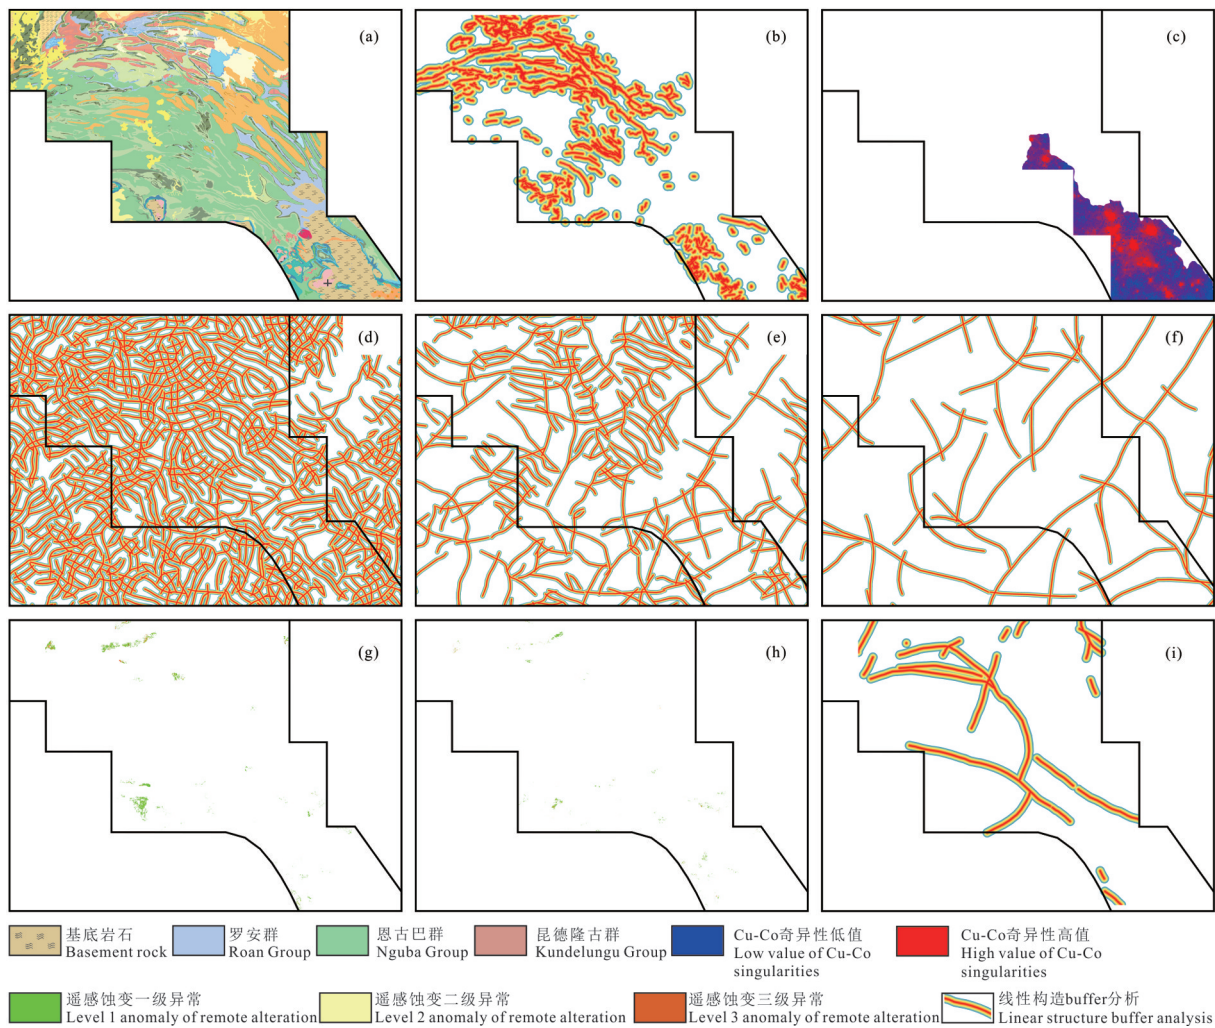 (a)
(b)
(c)
(d)
(e)
(f)
(g)
(h)
(i)
基底岩石
Basement rock
罗安群
Roan Group
恩古巴群
Nguba Group
昆德隆古群
Kundelungu Group
Cu-Co奇异性低值
Low value of Cu-Co
singularities
Cu-Co奇异性高值
High value of Cu-Co
singularities
遥感蚀变一级异常
Level 1 anomaly of remote alteration
遥感蚀变二级异常
Level 2 anomaly of remote alteration
遥感蚀变三级异常
Level 3 anomaly of remote alteration
线性构造buffer分析
Linear structure buffer analysis